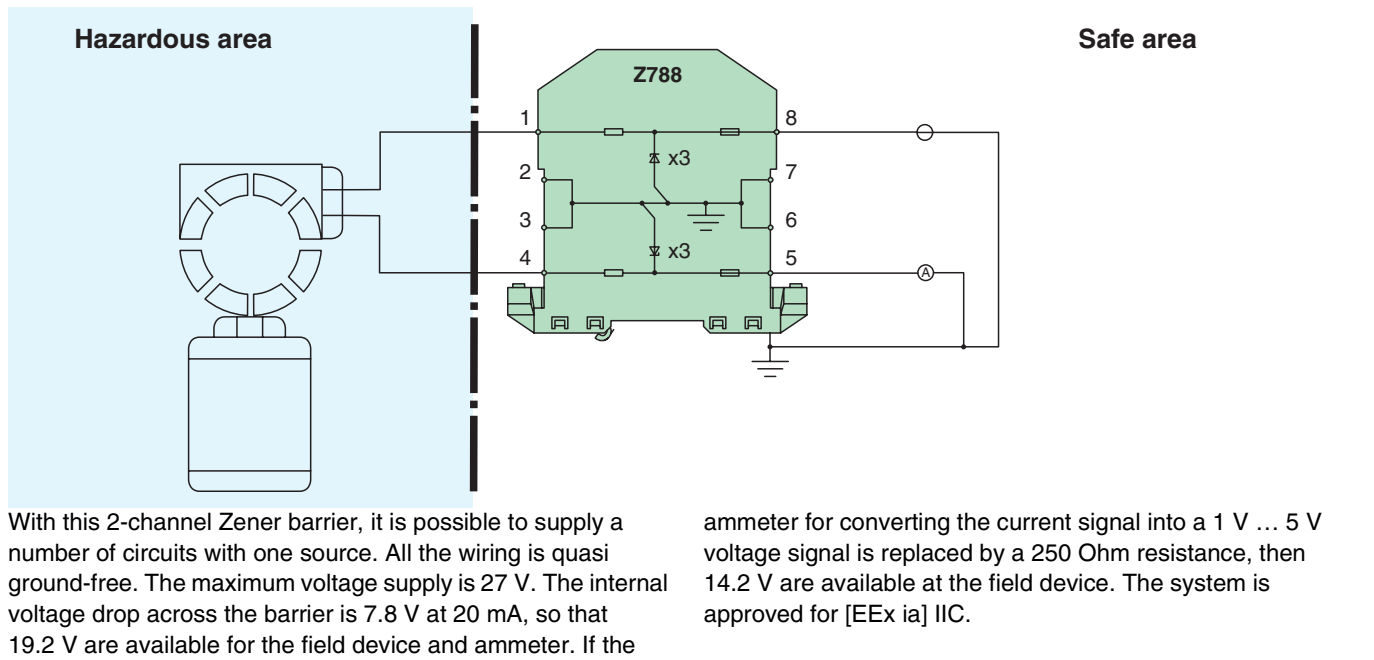 Hazardous area
Safe area
Z788
1
8
x3
2
7
3
6
x3
4
5
A
With this 2-channel Zener barrier, it is possible to supply a
number of circuits with one source. All the wiring is quasi
ground-free. The maximum voltage supply is 27 V. The internal
voltage drop across the barrier is 7.8 V at 20 mA, so that
19.2 V are available for the field device and ammeter. If the
ammeter for converting the current signal into a 1 V … 5 V
voltage signal is replaced by a 250 Ohm resistance, then
14.2 V are available at the field device. The system is
approved for [EEx ia] IIC.